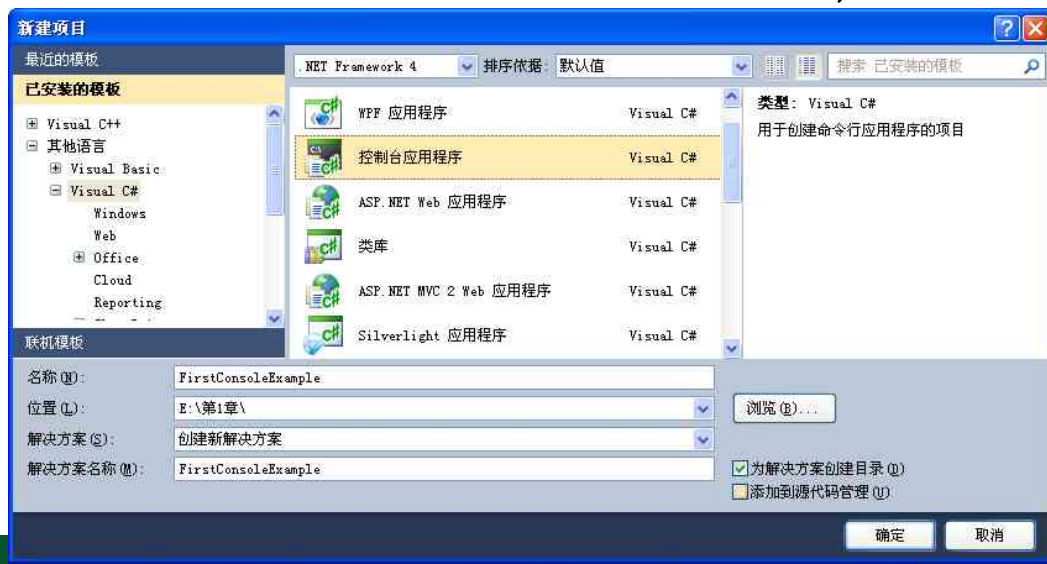 新建项目
最近的模板
.NET Framework 4 排序依据: 默认值 搜索 已安装的模板
已安装的模板
Visual C++
其他语言
Visual Basic
Visual C#
Windows
Web
Office
Cloud
Reporting
WPF 应用程序 Visual C#
控制台应用程序 Visual C#
ASP.NET Web 应用程序 Visual C#
类库 Visual C#
ASP.NET MVC 2 Web 应用程序 Visual C#
Silverlight 应用程序 Visual C#
类型: Visual C#
用于创建命令行应用程序的项目
联机模板
名称(N): FirstConsoleExample
位置(L): E:\第1章\ 浏览(B)...
解决方案(S): 创建新解决方案
解决方案名称(M): FirstConsoleExample
为解决方案创建目录(D)
添加到源代码管理(U)
确定 取消